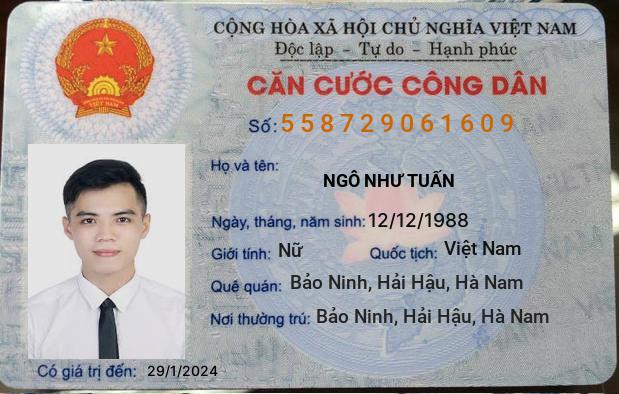 CỘNG HÒA XÃ HỘI CHỦ NGHĨA VIỆT NAM
Độc lập - Tự do - Hạnh phúc
CĂN CƯỚC CÔNG DÂN
Số: 558729061609
Họ và tên:
NGÔ NHƯ TUẤN
Ngày, tháng, năm sinh: 12/12/1988
Giới tính: Nữ Quốc tịch: Việt Nam
Quê quán: Bảo Ninh, Hải Hậu, Hà Nam
Nơi thường trú: Bảo Ninh, Hải Hậu, Hà Nam
Có giá trị đến: 29/1/2024
VIỆT NAM